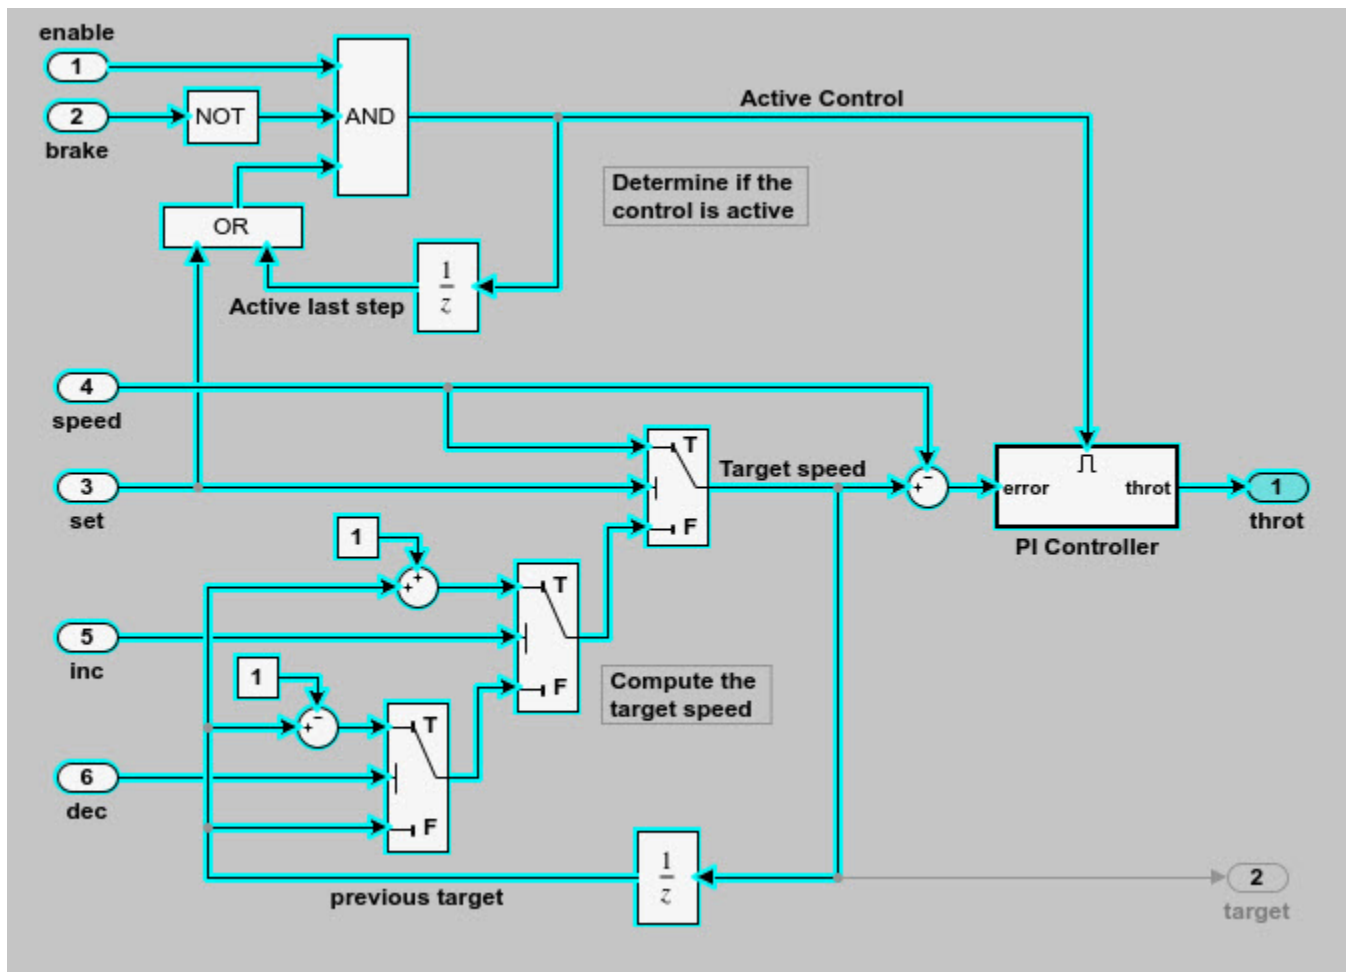 enable
1
2
brake
NOT
AND
OR
Active Control
Determine if the
control is active
1
z
Active last step
4
speed
3
set
T
F
Target speed
+
−
error
throt
PI Controller
1
throt
1
+
+
T
F
5
inc
1
+
−
T
F
6
dec
Compute the
target speed
1
z
previous target
2
target